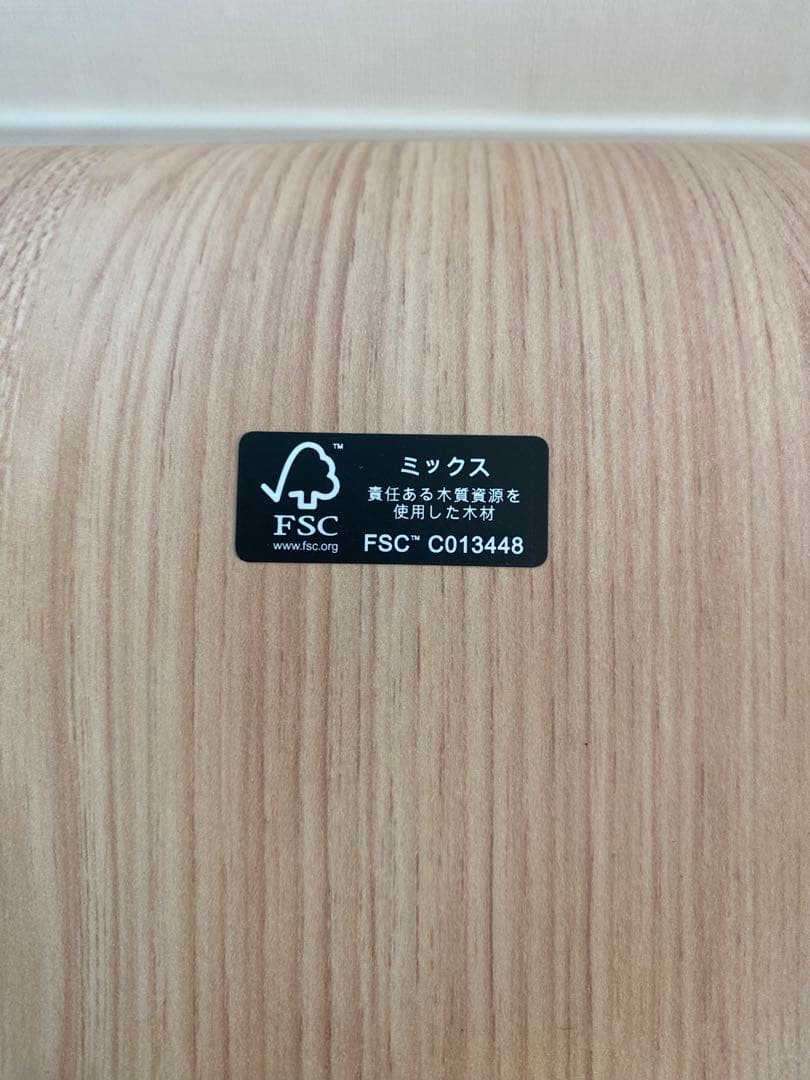 FSC
www.fsc.org
ミックス
責任ある木質資源を
使用した木材
FSC™ C013448
™